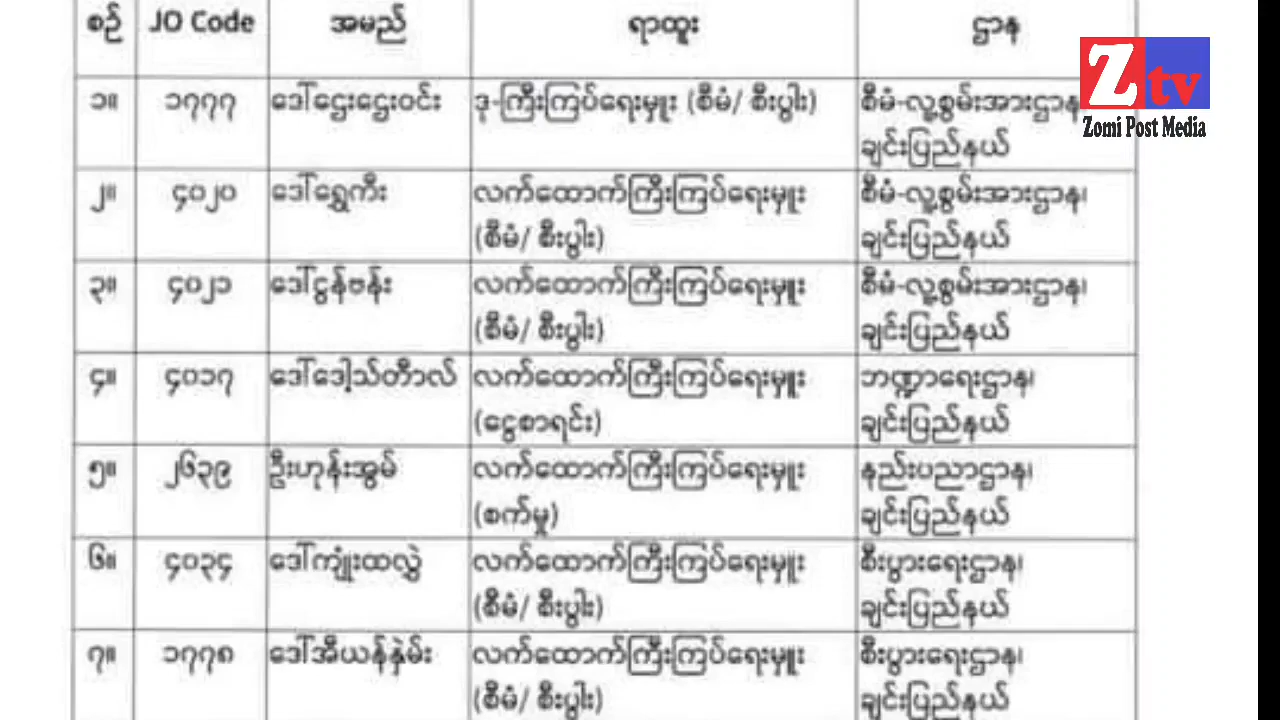 စဉ် JO Code အမည် ရာထူး ဌာန
၁။ ၁၇၇၇ ဒေါ်ဌေးဌေးဝင်း ဒု-ကြီးကြပ်ရေးမှူး (စီမံ/ စီးပွါး) စီမံ-လူ့စွမ်းအားဌာန၊
ချင်းပြည်နယ်
၂။ ၄၀၂၀ ဒေါ်ရွှေကီး လက်ထောက်ကြီးကြပ်ရေးမှူး စီမံ-လူ့စွမ်းအားဌာန၊
(စီမံ/ စီးပွါး) ချင်းပြည်နယ်
၃။ ၄၀၂၁ ဒေါ်ငွန်ဗန်း လက်ထောက်ကြီးကြပ်ရေးမှူး စီမံ-လူ့စွမ်းအားဌာန၊
(စီမံ/ စီးပွါး) ချင်းပြည်နယ်
၄။ ၄၀၁၇ ဒေါ်ဒေါ့သ်တီာလ် လက်ထောက်ကြီးကြပ်ရေးမှူး ဘဏ္ဍာရေးဌာန၊
(ငွေစာရင်း) ချင်းပြည်နယ်
၅။ ၂၆၃၉ ဦးဟုန်းအွမ် လက်ထောက်ကြီးကြပ်ရေးမှူး နည်းပညာဌာန၊
(စက်မှု) ချင်းပြည်နယ်
၆။ ၄၀၃၄ ဒေါ်ကျုံးထလွှဲ လက်ထောက်ကြီးကြပ်ရေးမှူး စီးပွားရေးဌာန၊
(စီမံ/ စီးပွါး) ချင်းပြည်နယ်
၇။ ၁၇၇၈ ဒေါ်အီယန်နှဲမ်း လက်ထောက်ကြီးကြပ်ရေးမှူး စီးပွားရေးဌာန၊
(စီမံ/ စီးပွါး) ချင်းပြည်နယ်
Z tv
Zomi Post Media